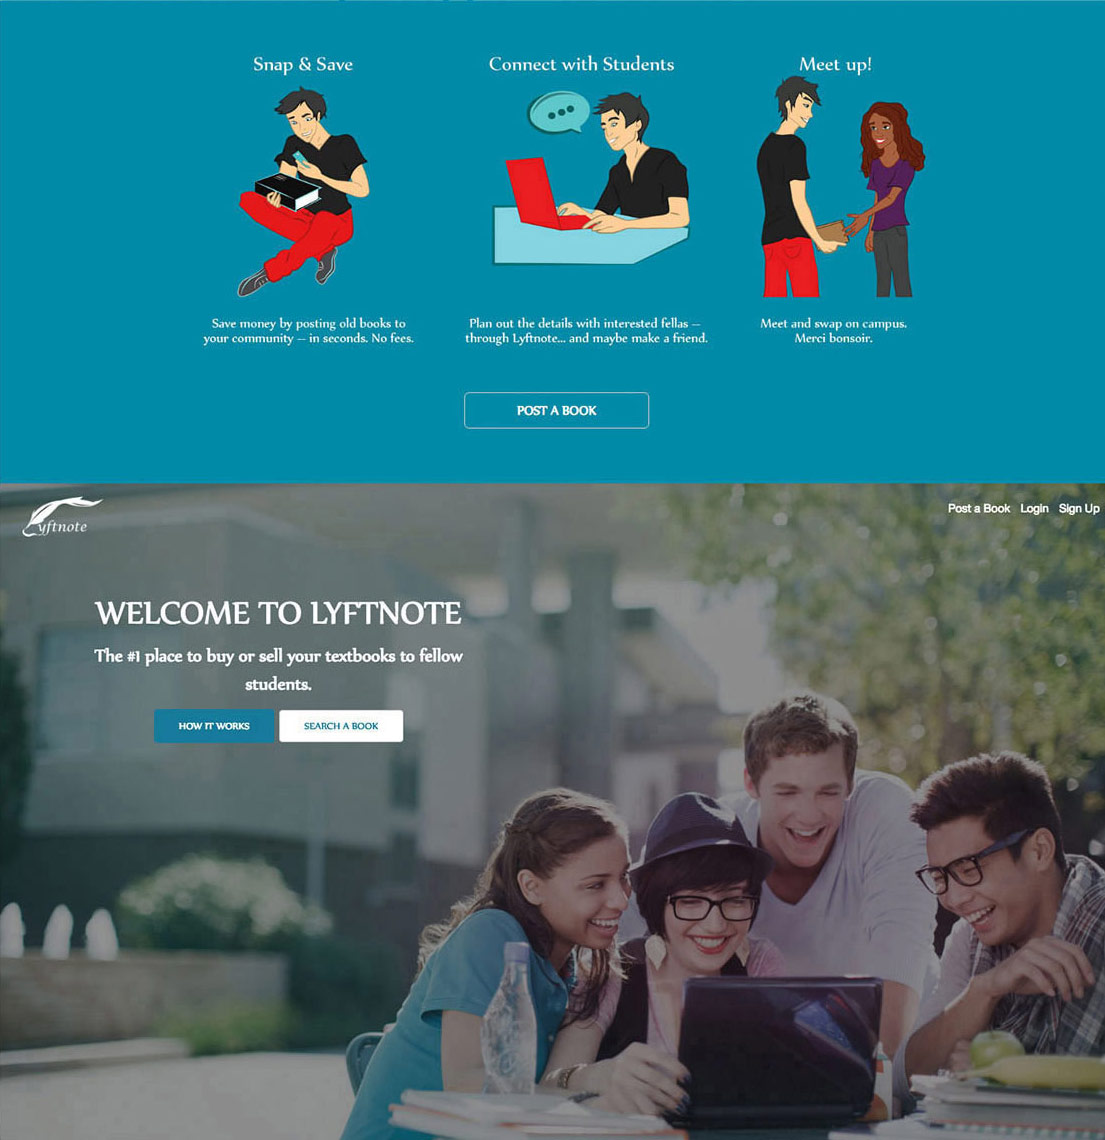 Snap & Save
Connect with Students
Meet up!
Save money by posting old books to
your community – in seconds. No fees.
Plan out the details with interested fellas –
through Lyftnote... and maybe make a friend.
Meet and swap on campus.
Merci bonsoir.
POST A BOOK
Lyftnote
Post a Book Login Sign Up
WELCOME TO LYFTNOTE
The #1 place to buy or sell your textbooks to fellow
students.
HOW IT WORKS
SEARCH A BOOK